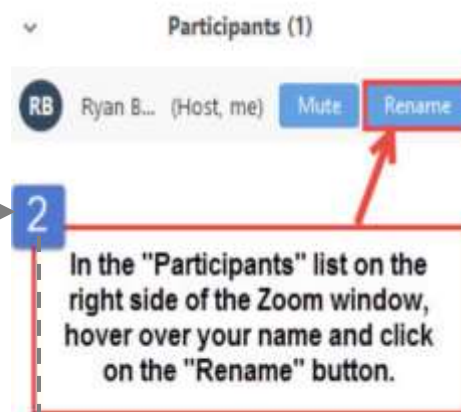 Participants (1)
RB Ryan B... (Host, me) Mute Rename
2
In the "Participants" list on the
right side of the Zoom window,
hover over your name and click
on the "Rename" button.